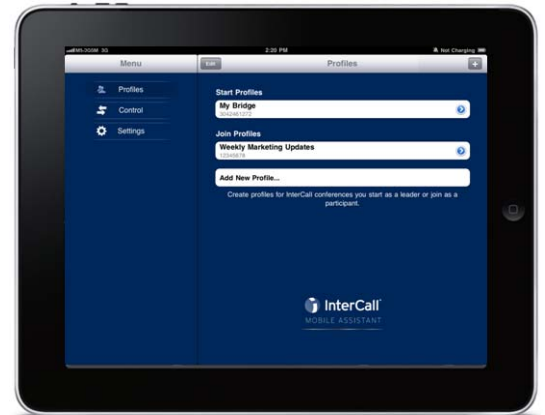 2:20 PM
Not Charging
Menu
Edit
Profiles
+
Profiles
Control
Settings
Start Profiles
My Bridge
Join Profiles
Weekly Marketing Updates
12345678
Add New Profile...
Create profiles for InterCall conferences you start as a leader or join as a
participant.
InterCall
MOBILE ASSISTANT